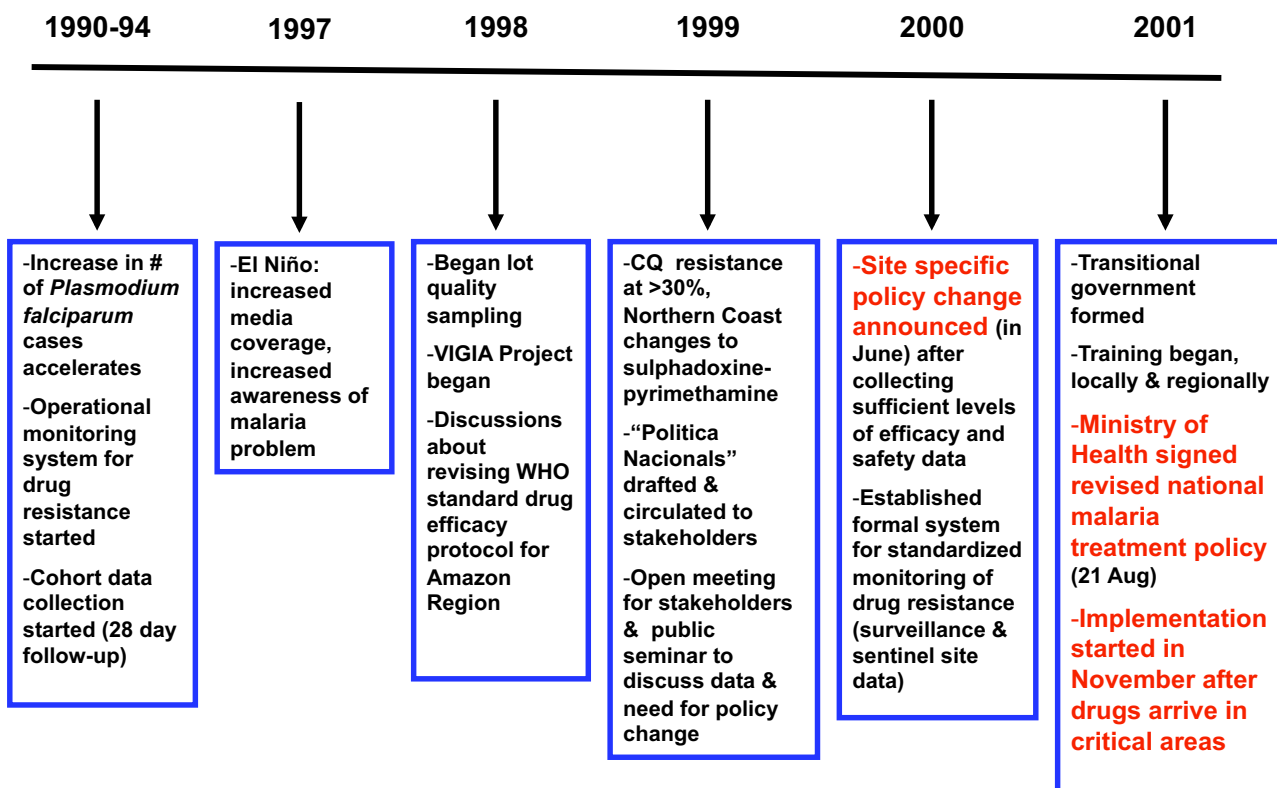 1990-94
1997
1998
1999
2000
2001
-Increase in #
of Plasmodium
falciparum
cases
accelerates
-Operational
monitoring
system for
drug
resistance
started
-Cohort data
collection
started (28 day
follow-up)
-El Niño:
increased
media
coverage,
increased
awareness of
malaria
problem
-Began lot
quality
sampling
-VIGIA Project
began
-Discussions
about
revising WHO
standard drug
efficacy
protocol for
Amazon
Region
-CQ resistance
at >30%,
Northern Coast
changes to
sulphadoxine-
pyrimethamine
-“Politica
Nacionals”
drafted &
circulated to
stakeholders
-Open meeting
for stakeholders
& public
seminar to
discuss data &
need for policy
change
-Site specific
policy change
announced (in
June) after
collecting
sufficient levels
of efficacy and
safety data
-Established
formal system
for standardized
monitoring of
drug resistance
(surveillance &
sentinel site
data)
-Transitional
government
formed
-Training began,
locally & regionally
-Ministry of
Health signed
revised national
malaria
treatment policy
(21 Aug)
-Implementation
started in
November after
drugs arrive in
critical areas